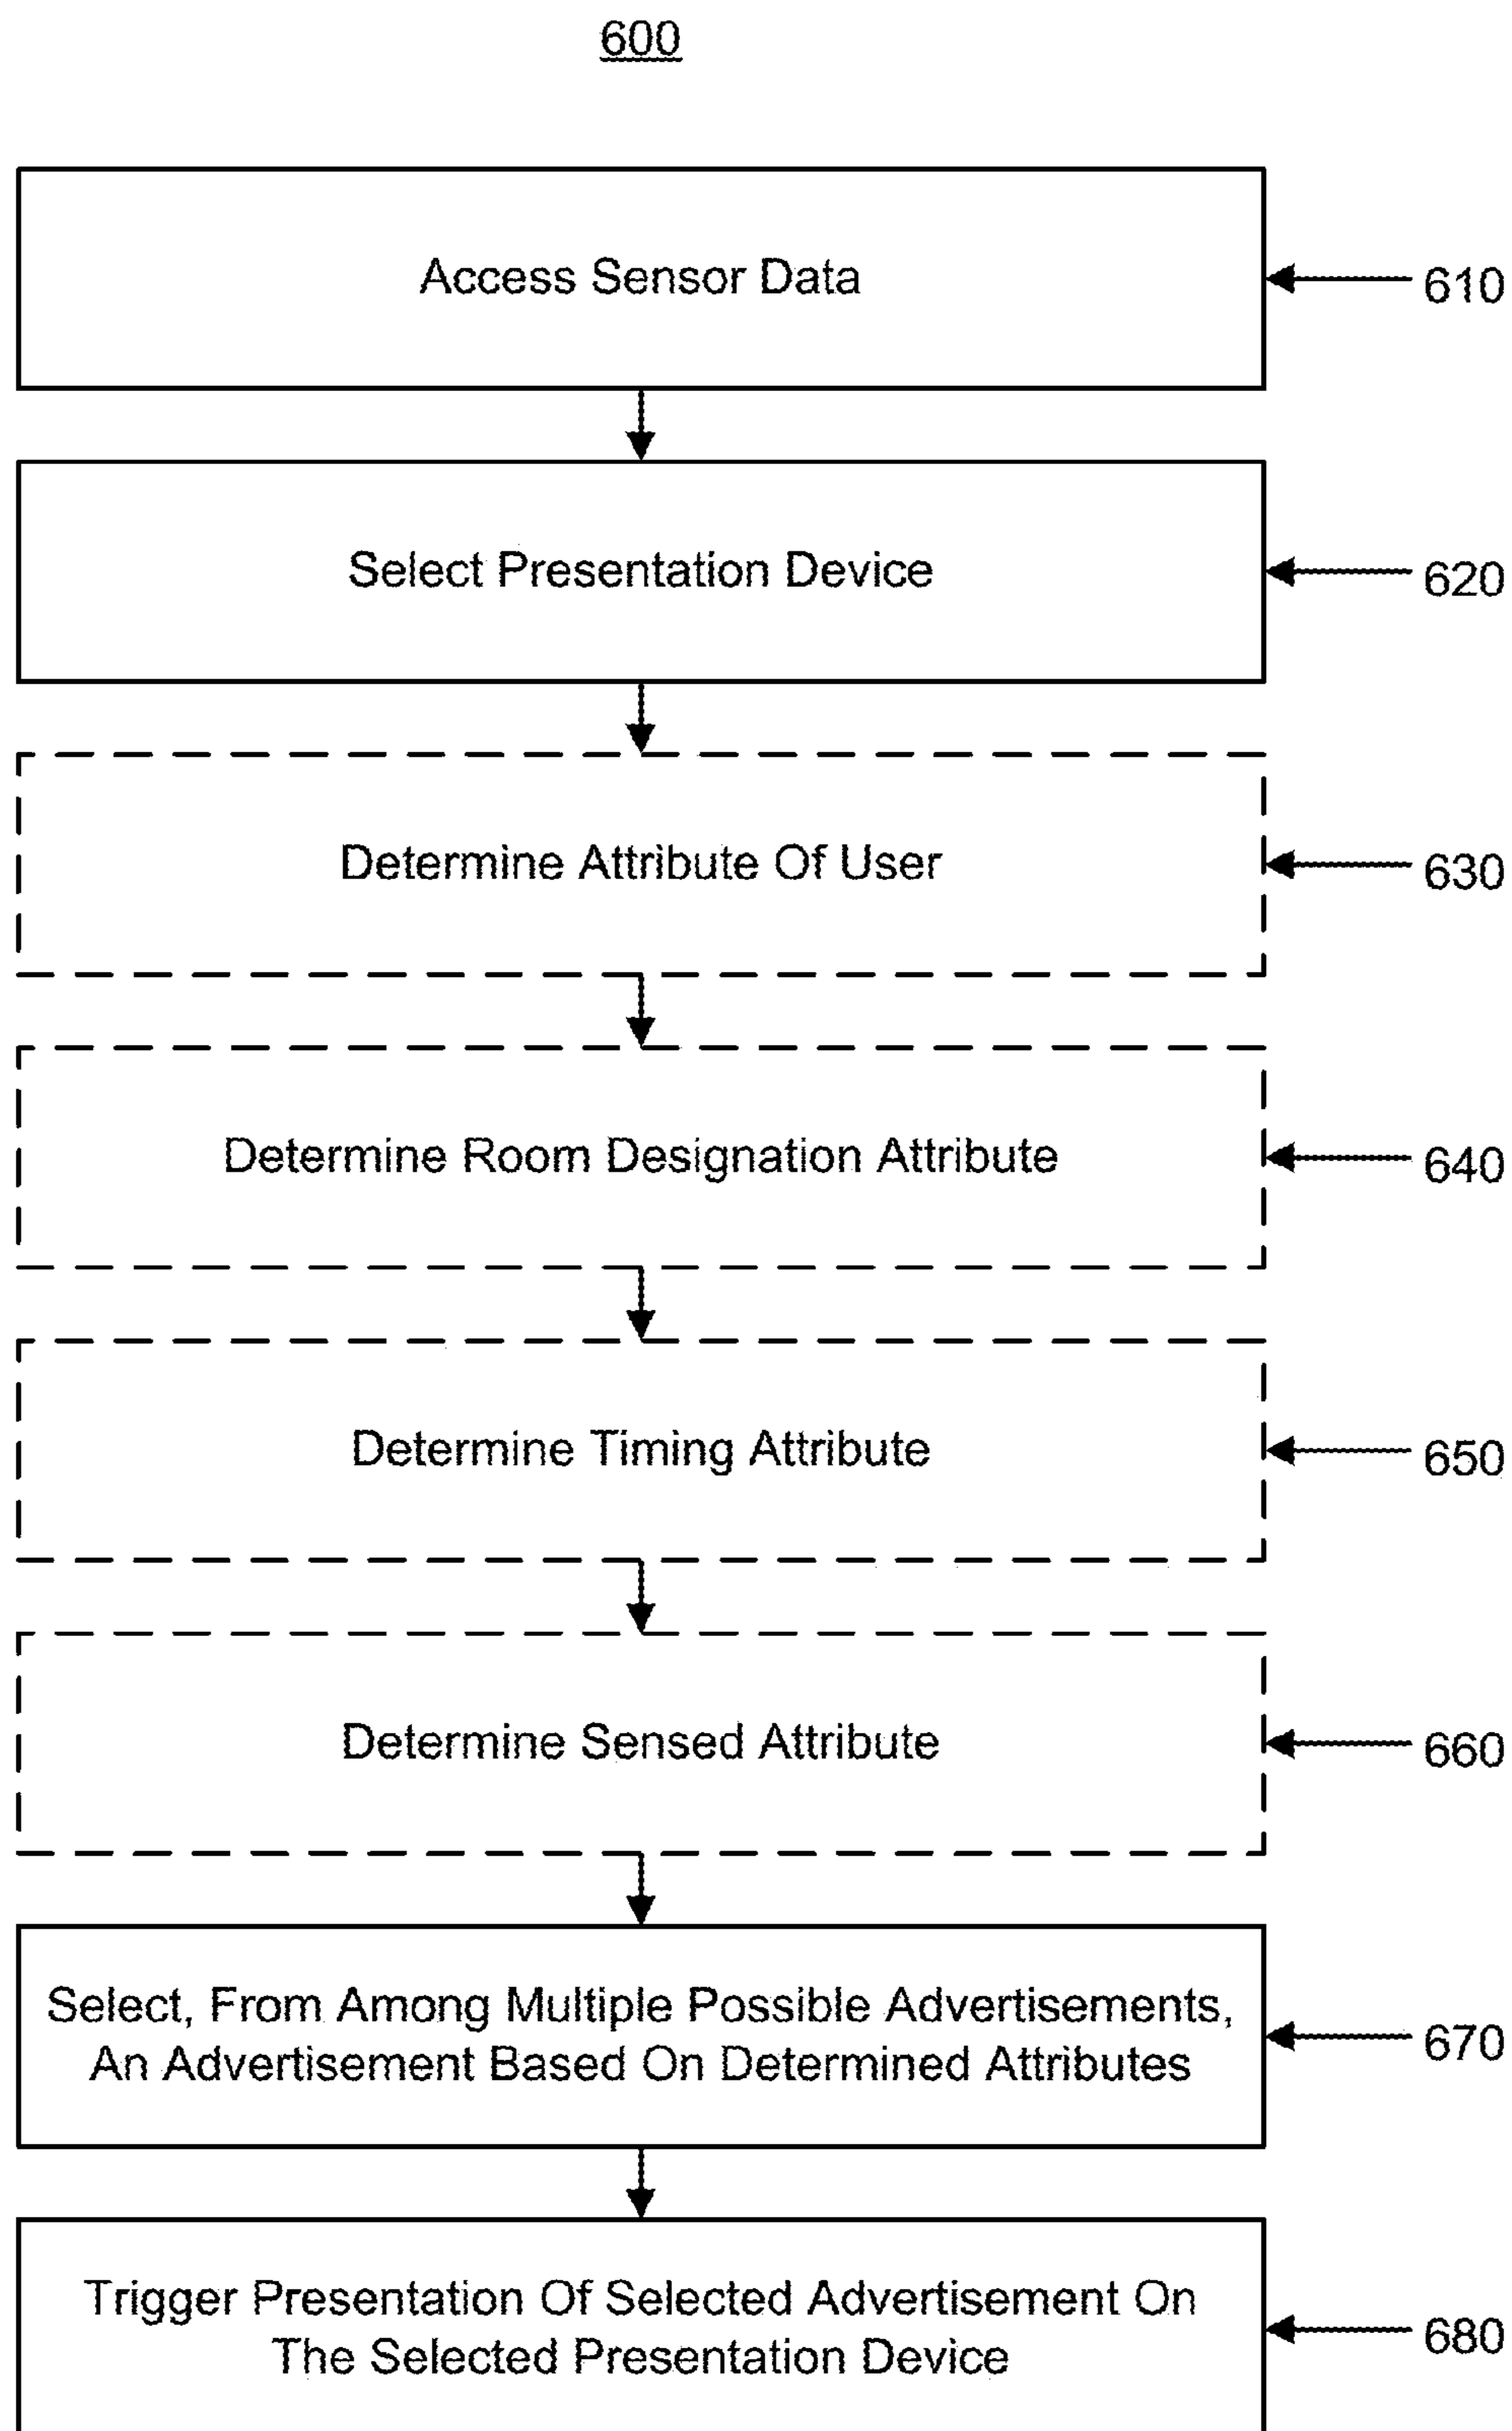 600
Access Sensor Data
610
Select Presentation Device
620
Determine Attribute Of User
630
Determine Room Designation Attribute
640
Determine Timing Attribute
650
Determine Sensed Attribute
660
Select, From Among Multiple Possible Advertisements,
An Advertisement Based On Determined Attributes
670
Trigger Presentation Of Selected Advertisement On
The Selected Presentation Device
680